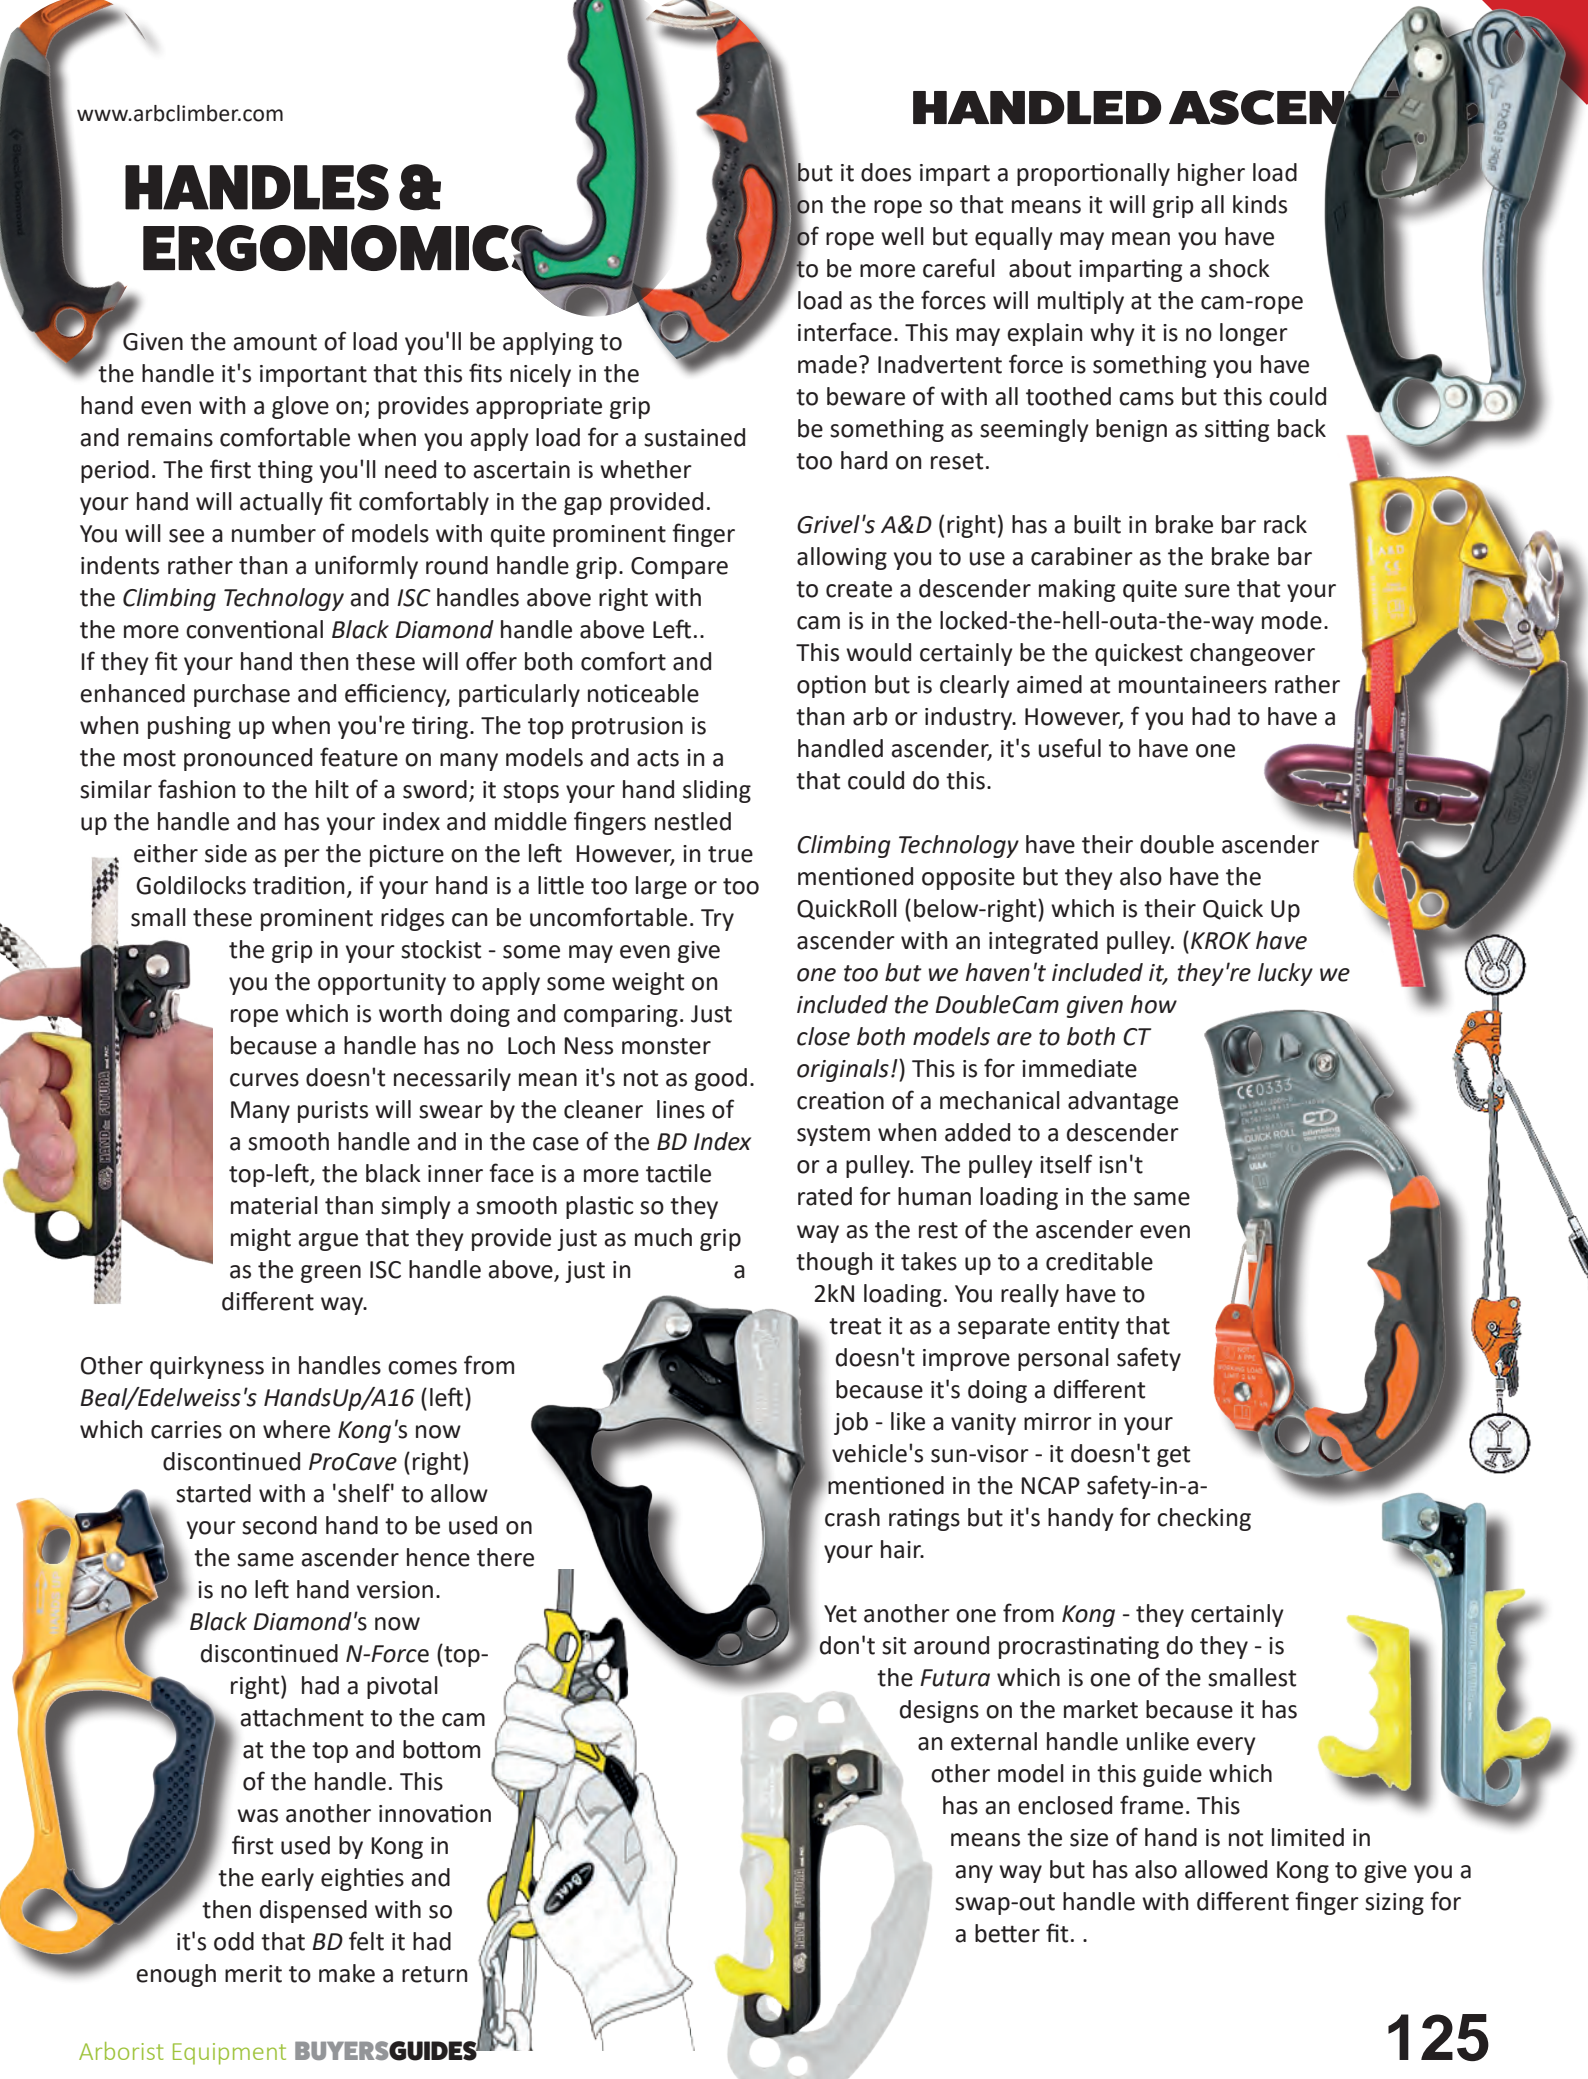 www.arbclimber.com
HANDLED ASCEN
HANDLES &
ERGONOMICS
Given the amount of load you'll be applying to
the handle it's important that this fits nicely in the
hand even with a glove on; provides appropriate grip
and remains comfortable when you apply load for a sustained
period. The first thing you'll need to ascertain is whether
your hand will actually fit comfortably in the gap provided.
You will see a number of models with quite prominent finger
indents rather than a uniformly round handle grip. Compare
the Climbing Technology and ISC handles above right with
the more conventional Black Diamond handle above Left..
If they fit your hand then these will offer both comfort and
enhanced purchase and efficiency, particularly noticeable
when pushing up when you're tiring. The top protrusion is
the most pronounced feature on many models and acts in a
similar fashion to the hilt of a sword; it stops your hand sliding
up the handle and has your index and middle fingers nestled
either side as per the picture on the left However, in true
Goldilocks tradition, if your hand is a little too large or too
small these prominent ridges can be uncomfortable. Try
the grip in your stockist - some may even give
you the opportunity to apply some weight on
rope which is worth doing and comparing. Just
because a handle has no Loch Ness monster
curves doesn't necessarily mean it's not as good.
Many purists will swear by the cleaner lines of
a smooth handle and in the case of the BD Index
top-left, the black inner face is a more tactile
material than simply a smooth plastic so they
might argue that they provide just as much grip
as the green ISC handle above, just in a
different way.
Other quirkyness in handles comes from
Beal/Edelweiss's HandsUp/A16 (left)
which carries on where Kong's now
discontinued ProCave (right)
started with a 'shelf' to allow
your second hand to be used on
the same ascender hence there
is no left hand version.
Black Diamond's now
discontinued N-Force (top-
right) had a pivotal
attachment to the cam
at the top and bottom
of the handle. This
was another innovation
first used by Kong in
the early eighties and
then dispensed with so
it's odd that BD felt it had
enough merit to make a return
but it does impart a proportionally higher load
on the rope so that means it will grip all kinds
of rope well but equally may mean you have
to be more careful about imparting a shock
load as the forces will multiply at the cam-rope
interface. This may explain why it is no longer
made? Inadvertent force is something you have
to beware of with all toothed cams but this could
be something as seemingly benign as sitting back
too hard on reset.
Grivel's A&D (right) has a built in brake bar rack
allowing you to use a carabiner as the brake bar
to create a descender making quite sure that your
cam is in the locked-the-hell-outa-the-way mode.
This would certainly be the quickest changeover
option but is clearly aimed at mountaineers rather
than arb or industry. However, f you had to have a
handled ascender, it's useful to have one
that could do this.
Climbing Technology have their double ascender
mentioned opposite but they also have the
QuickRoll (below-right) which is their Quick Up
ascender with an integrated pulley. (KROK have
one too but we haven't included it, they're lucky we
included the DoubleCam given how
close both models are to both CT
originals!) This is for immediate
creation of a mechanical advantage
system when added to a descender
or a pulley. The pulley itself isn't
rated for human loading in the same
way as the rest of the ascender even
though it takes up to a creditable
2kN loading. You really have to
treat it as a separate entity that
doesn't improve personal safety
because it's doing a different
job - like a vanity mirror in your
vehicle's sun-visor - it doesn't get
mentioned in the NCAP safety-in-a-
crash ratings but it's handy for checking
your hair.
Yet another one from Kong - they certainly
don't sit around procrastinating do they - is
the Futura which is one of the smallest
designs on the market because it has
an external handle unlike every
other model in this guide which
has an enclosed frame. This
means the size of hand is not limited in
any way but has also allowed Kong to give you a
swap-out handle with different finger sizing for
a better fit. .
CE0333
QUICK ROLL
climbing
HAND FUTURA
HAND FUTURA
BEAL
Arborist Equipment BUYERSGUIDES
125